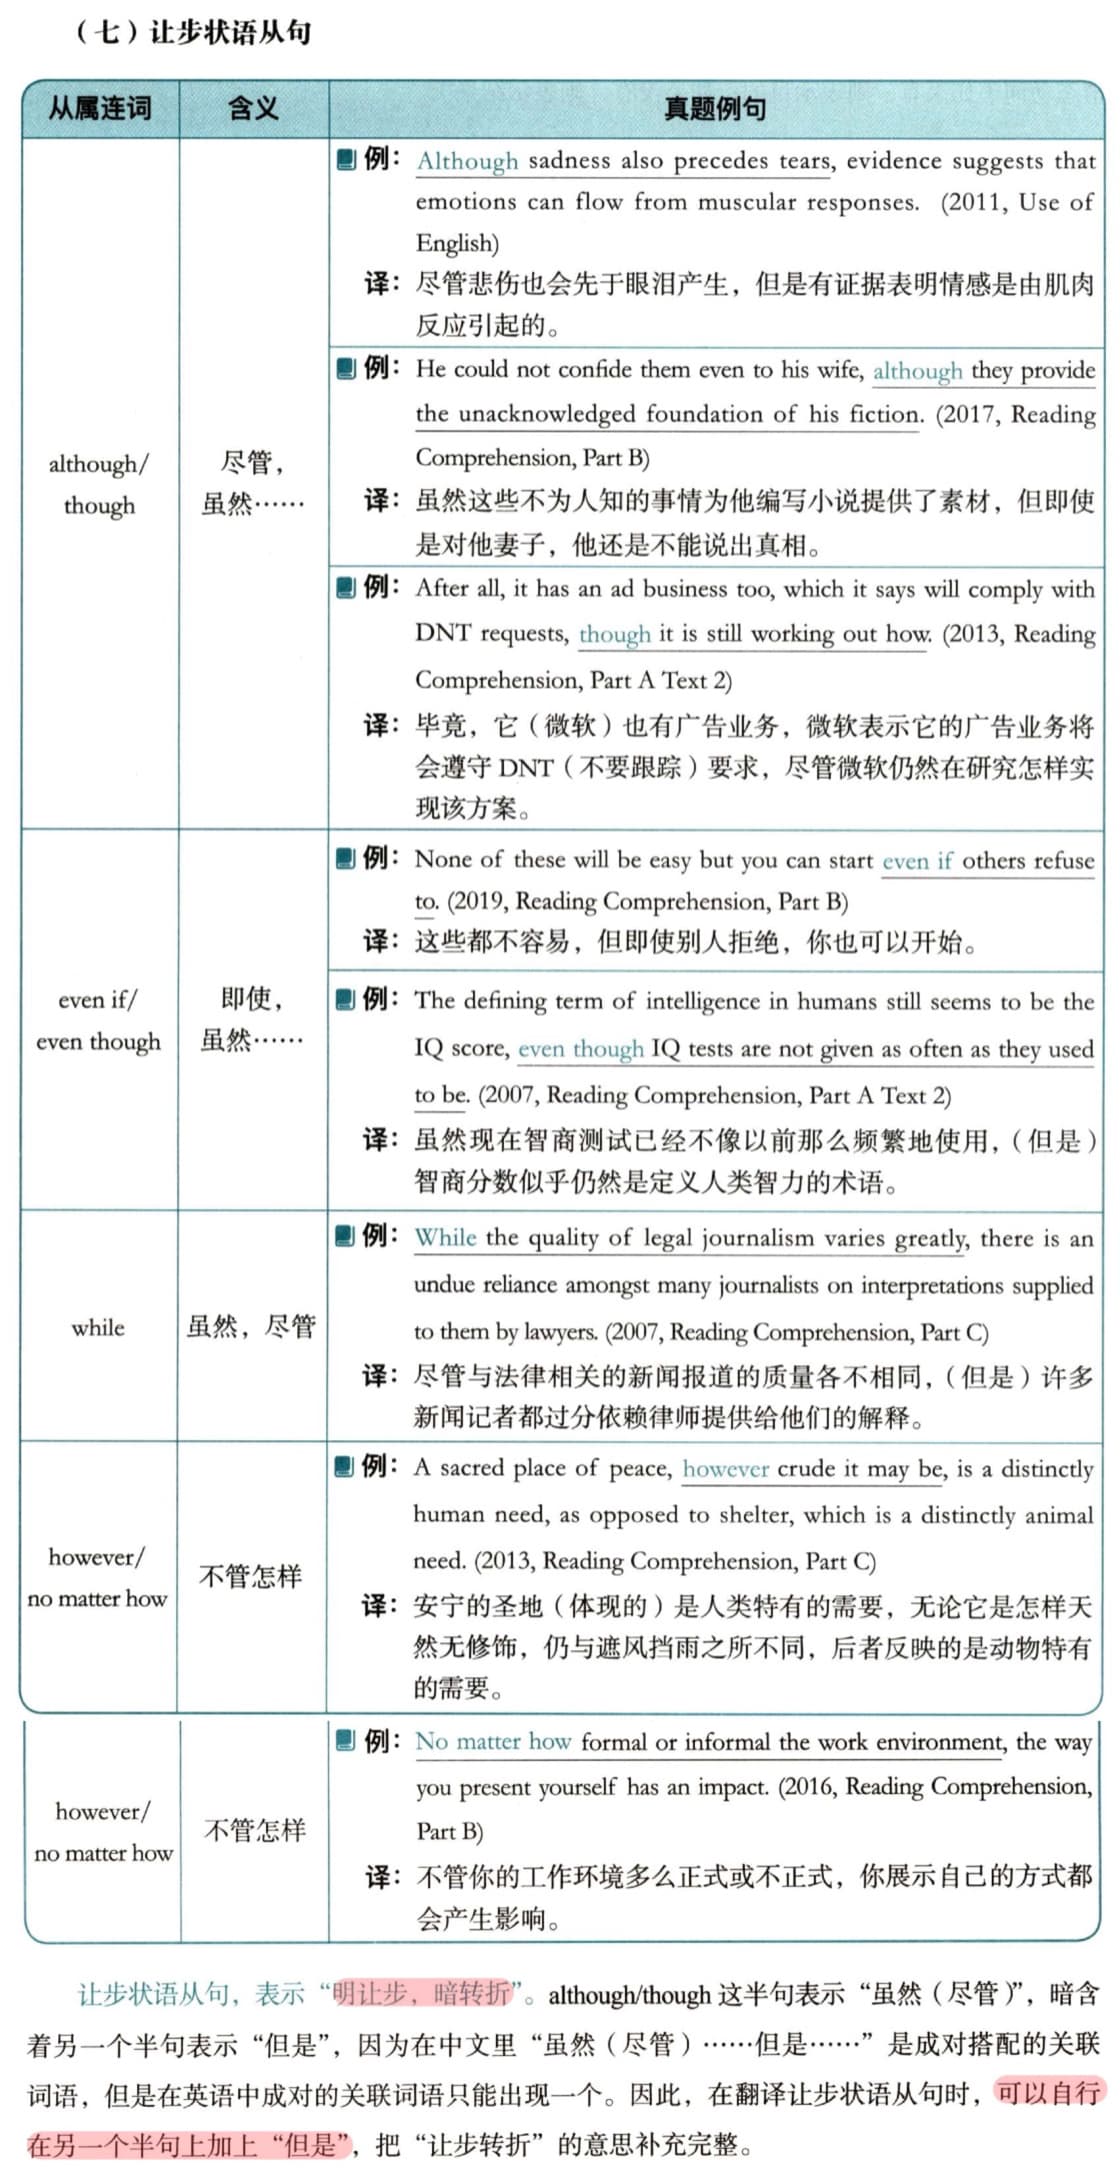 （七）让步状语从句
从属连词 含义 真题例句
although/
though
尽管，
虽然……
例：Although sadness also precedes tears, evidence suggests that
emotions can flow from muscular responses. (2011, Use of
English)
译：尽管悲伤也会先于眼泪产生，但是有证据表明情感是由肌肉
反应引起的。
例：He could not confide them even to his wife, although they provide
the unacknowledged foundation of his fiction. (2017, Reading
Comprehension, Part B)
译：虽然这些不为人知的事情为他编写小说提供了素材，但即使
是对他妻子，他还是不能说出真相。
例：After all, it has an ad business too, which it says will comply with
DNT requests, though it is still working out how. (2013, Reading
Comprehension, Part A Text 2)
译：毕竟，它（微软）也有广告业务，微软表示它的广告业务将
会遵守 DNT（不要跟踪）要求，尽管微软仍然在研究怎样实
现该方案。
even if/
even though
即使，
虽然……
例：None of these will be easy but you can start even if others refuse
to. (2019, Reading Comprehension, Part B)
译：这些都不容易，但即使别人拒绝，你也可以开始。
例：The defining term of intelligence in humans still seems to be the
IQ score, even though IQ tests are not given as often as they used
to be. (2007, Reading Comprehension, Part A Text 2)
译：虽然现在智商测试已经不像以前那么频繁地使用，（但是）
智商分数似乎仍然是定义人类智力的术语。
while
虽然，尽管
例：While the quality of legal journalism varies greatly, there is an
undue reliance amongst many journalists on interpretations supplied
to them by lawyers. (2007, Reading Comprehension, Part C)
译：尽管与法律相关的新闻报道的质量各不相同，（但是）许多
新闻记者都过分依赖律师提供给他们的解释。
however/
no matter how
不管怎样
例：A sacred place of peace, however crude it may be, is a distinctly
human need, as opposed to shelter, which is a distinctly animal
need. (2013, Reading Comprehension, Part C)
译：安宁的圣地（体现的）是人类特有的需要，无论它是怎样天
然无修饰，仍与遮风挡雨之所不同，后者反映的是动物特有
的需要。
however/
no matter how
不管怎样
例：No matter how formal or informal the work environment, the way
you present yourself has an impact. (2016, Reading Comprehension,
Part B)
译：不管你的工作环境多么正式或不正式，你展示自己的方式都
会产生影响。
让步状语从句，表示“明让步，暗转折”。although/though 这半句表示“虽然（尽管）”，暗含
着另一个半句表示“但是”，因为在中文里“虽然（尽管）……但是……”是成对搭配的关联
词语，但是在英语中成对的关联词语只能出现一个。因此，在翻译让步状语从句时，可以自行
在另一个半句上加上“但是”，把“让步转折”的意思补充完整。